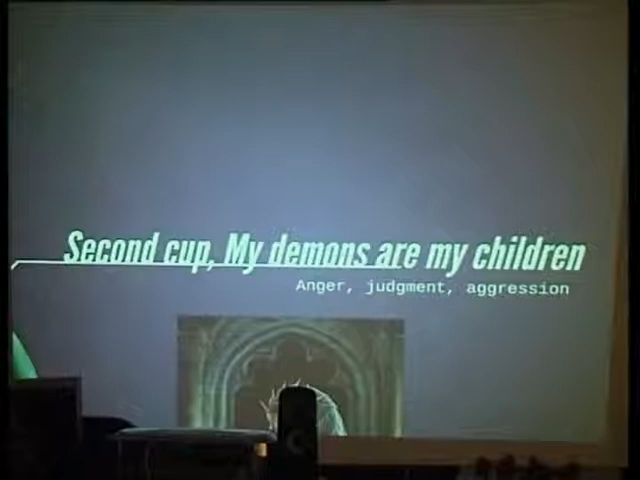 Second cup, My demons are my children
Anger, judgment, aggression